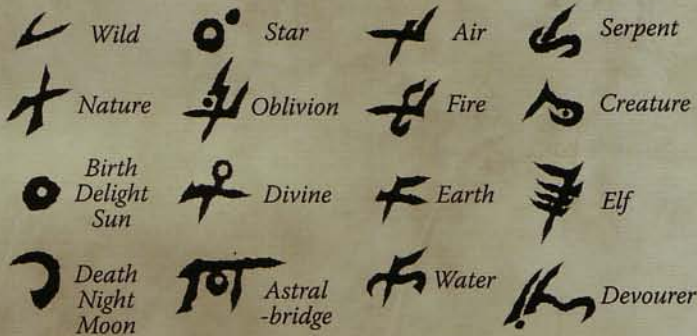 Wild
Star
Air
Serpent
Nature
Oblivion
Fire
Creature
Birth
Delight
Sun
Divine
Earth
Elf
Death
Night
Moon
Astral
-bridge
Water
Devourer